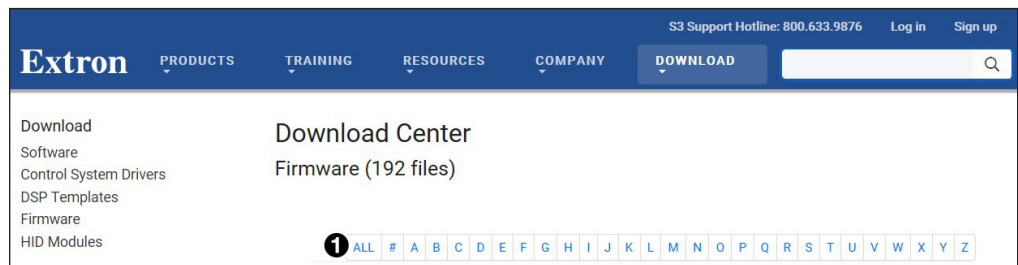 S3 Support Hotline: 800.633.9876 Log in Sign up
Extron PRODUCTS TRAINING RESOURCES COMPANY DOWNLOAD
Download
Software
Control System Drivers
DSP Templates
Firmware
HID Modules
Download Center
Firmware (192 files)
1 ALL # A B C D E F G H I J K L M N O P Q R S T U V W X Y Z